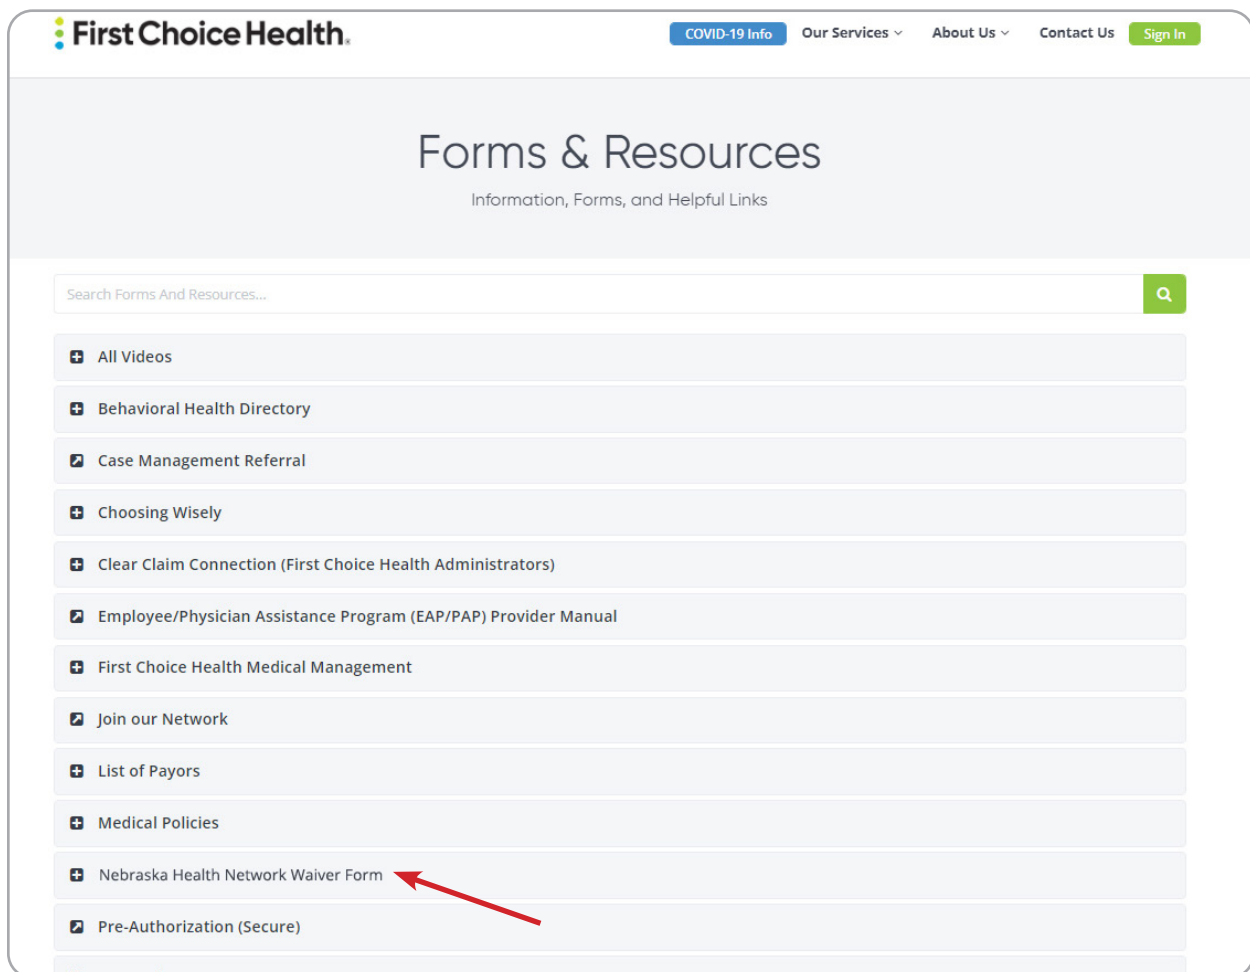 First Choice Health®
COVID-19 Info Our Services About Us Contact Us Sign In
Forms & Resources
Information, Forms, and Helpful Links
Search Forms And Resources...
All Videos
Behavioral Health Directory
Case Management Referral
Choosing Wisely
Clear Claim Connection (First Choice Health Administrators)
Employee/Physician Assistance Program (EAP/PAP) Provider Manual
First Choice Health Medical Management
Join our Network
List of Payors
Medical Policies
Nebraska Health Network Waiver Form
Pre-Authorization (Secure)